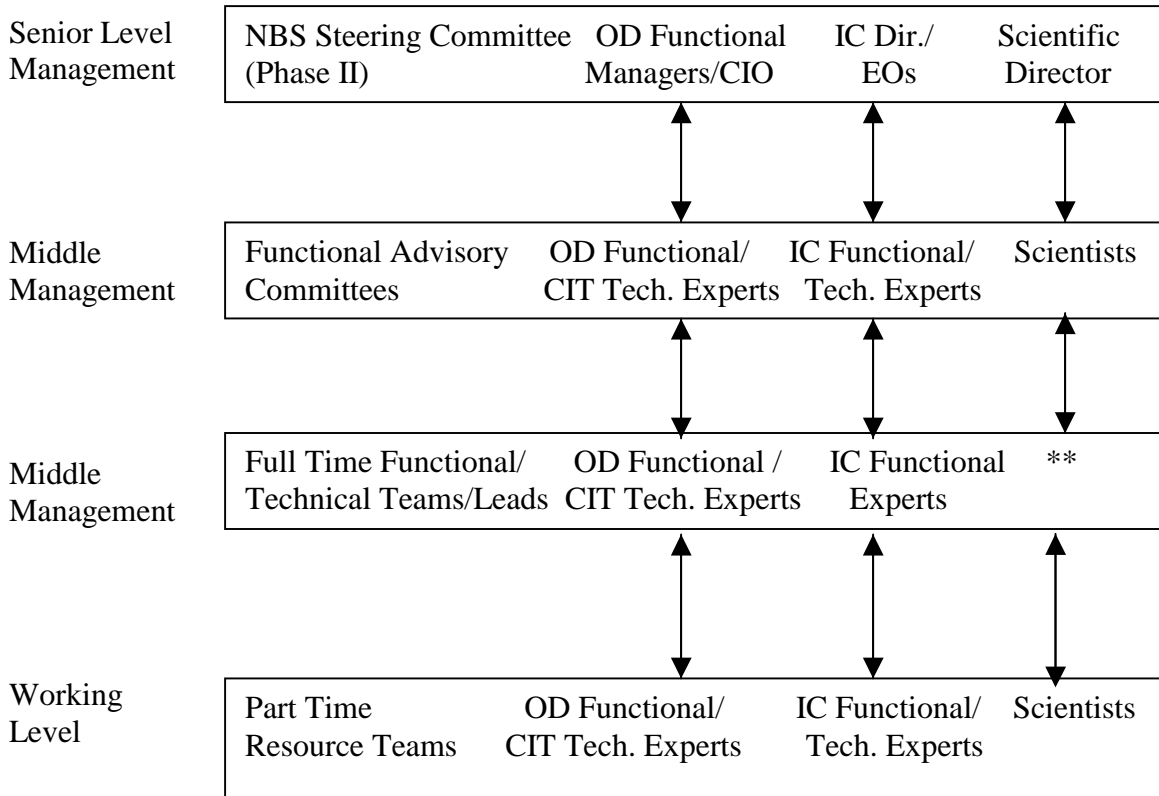 Senior Level
Management
NBS Steering Committee
(Phase II)
OD Functional
Managers/CIO
IC Dir./
EOs
Scientific
Director
Middle
Management
Functional Advisory
Committees
OD Functional/
CIT Tech. Experts
IC Functional/
Tech. Experts
Scientists
Middle
Management
Full Time Functional/
Technical Teams/Leads
OD Functional /
CIT Tech. Experts
IC Functional
Experts
**
Working
Level
Part Time
Resource Teams
OD Functional/
CIT Tech. Experts
IC Functional/
Tech. Experts
Scientists